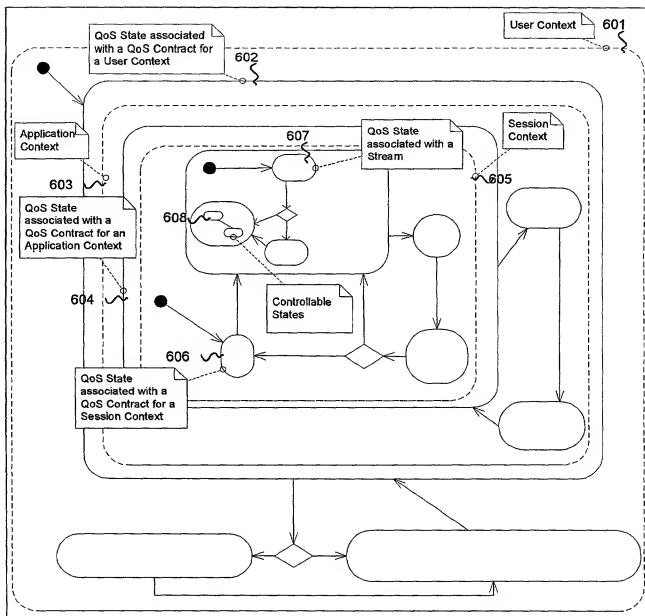 User Context
601
QoS State associated
with a QoS Contract for
a User Context
602
Application
Context
603
607
QoS State
associated with a
Stream
Session
Context
605
QoS State
associated with a
QoS Contract for an
Application Context
604
608
Controllable
States
606
QoS State
associated with a
QoS Contract for a
Session Context